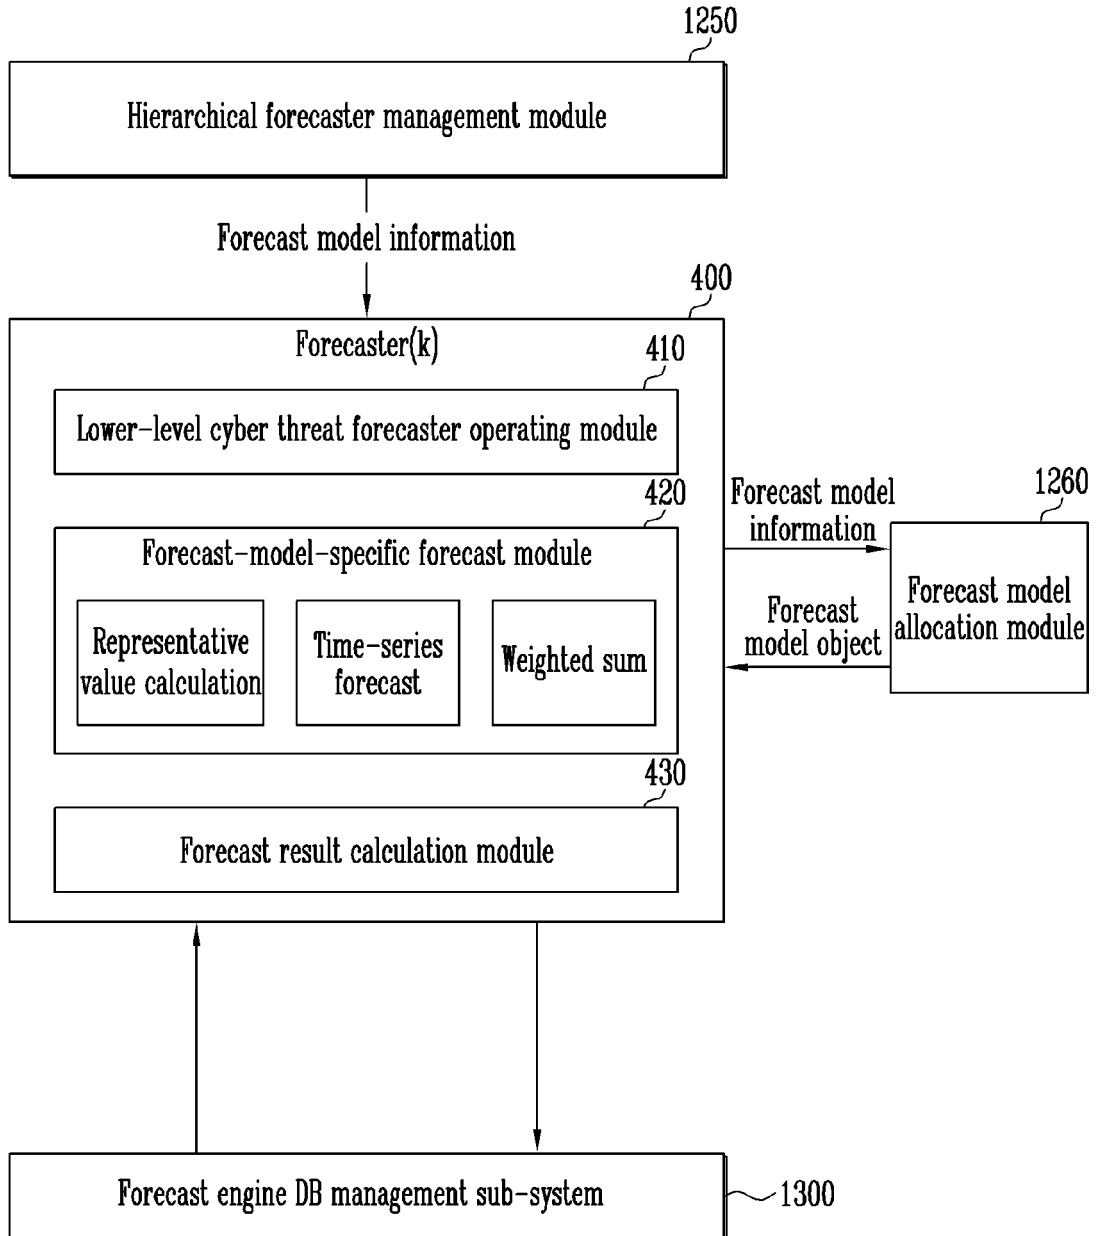 1250
Hierarchical forecaster management module
Forecast model information
400
Forecaster(k)
410
Lower-level cyber threat forecaster operating module
420
Forecast-model-specific forecast module
Representative
value calculation
Time-series
forecast
Weighted sum
Forecast model
information
Forecast
model object
1260
Forecast model
allocation module
430
Forecast result calculation module
Forecast engine DB management sub-system
1300